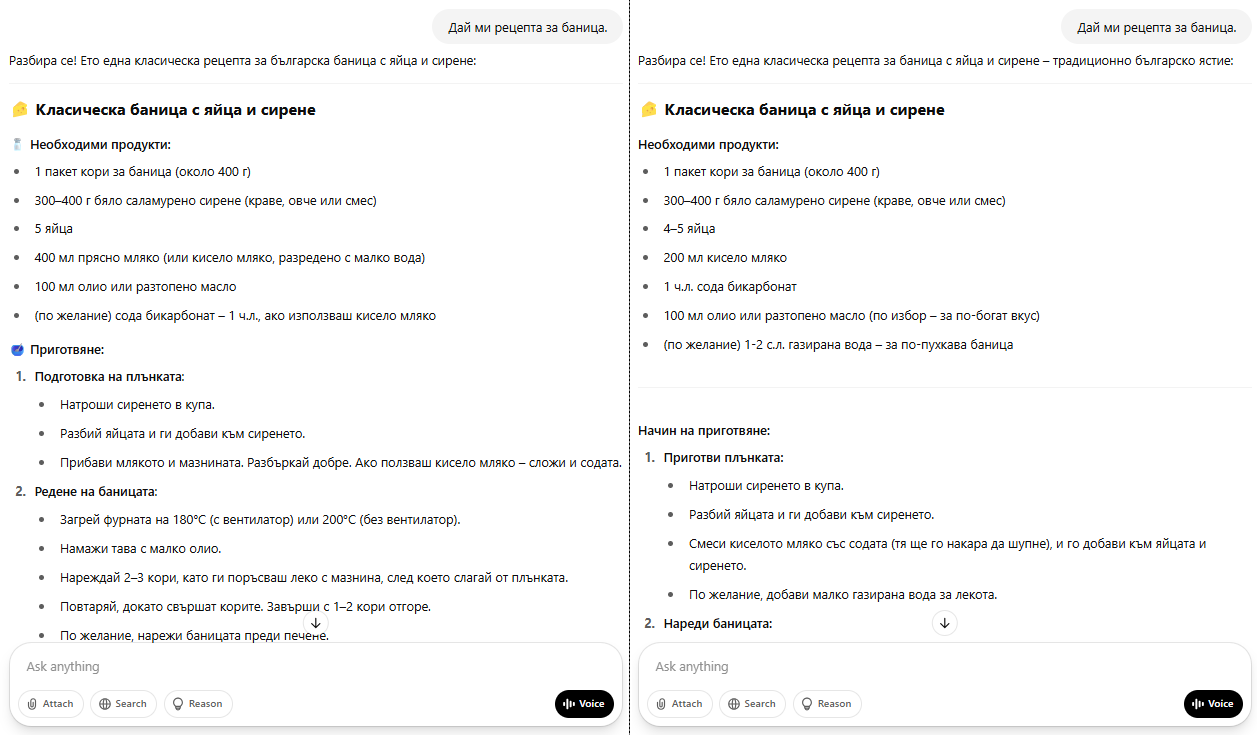 Дай ми рецепта за баница.
Разбира се! Ето една класическа рецепта за българска баница с яйца и сирене:
Класическа баница с яйца и сирене
Необходими продукти:
1 пакет кори за баница (около 400 г)
300–400 г бяло саламурено сирене (краве, овче или смес)
5 яйца
400 мл прясно мляко (или кисело мляко, разредено с малко вода)
100 мл олио или разтопено масло
(по желание) сода бикарбонат – 1 ч.л., ако използваш кисело мляко
Приготвяне:
1. Подготовка на плънката:
Натроши сиренето в купа.
Разбий яйцата и ги добави към сиренето.
Прибави млякото и мазнината. Разбъркай добре. Ако ползваш кисело мляко – сложи и содата.
2. Редене на баницата:
Загрей фурната на 180°C (с вентилатор) или 200°C (без вентилатор).
Намажи тава с малко олио.
Нареждай 2–3 кори, като ги поръсваш леко с мазнина, след което слагай от плънката.
Повтаряй, докато свършат корите. Завърши с 1–2 кори отгоре.
По желание, нарежи баницата преди печене.
Ask anything
Attach Search Reason Voice
Дай ми рецепта за баница.
Разбира се! Ето една класическа рецепта за баница с яйца и сирене – традиционно българско ястие:
Класическа баница с яйца и сирене
Необходими продукти:
1 пакет кори за баница (около 400 г)
300–400 г бяло саламурено сирене (краве, овче или смес)
4–5 яйца
200 мл кисело мляко
1 ч.л. сода бикарбонат
100 мл олио или разтопено масло (по избор – за по-богат вкус)
(по желание) 1-2 с.л. газирана вода – за по-пухкава баница
Начин на приготвяне:
1. Приготви плънката:
Натроши сиренето в купа.
Разбий яйцата и ги добави към сиренето.
Смеси киселото мляко със содата (тя ще го накара да шупне), и го добави към яйцата и
сиренето.
По желание, добави малко газирана вода за лекота.
2. Нареди баницата:
Ask anything
Attach Search Reason Voice